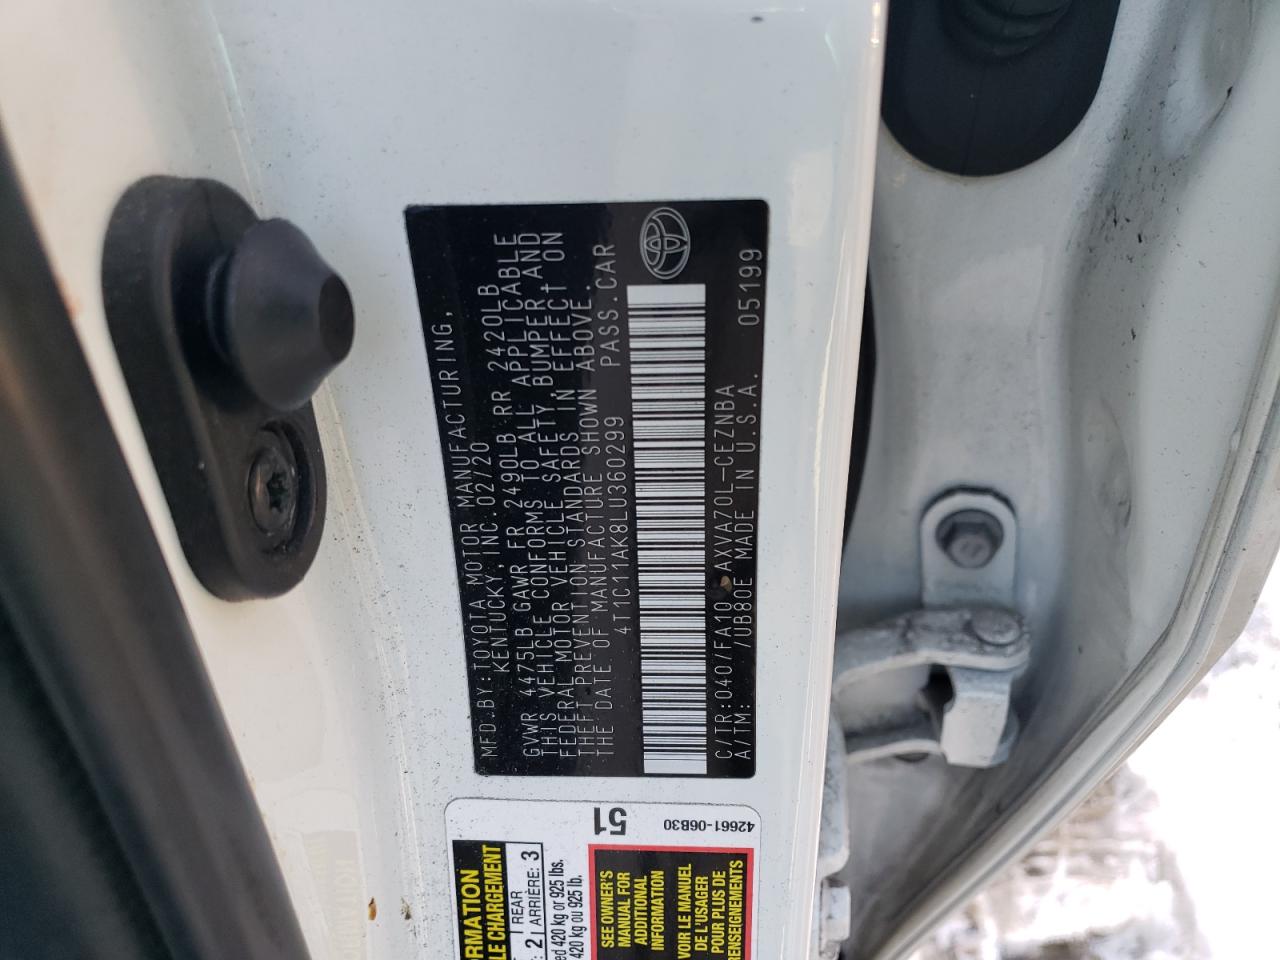 MFD.BY:TOYOTA MOTOR MANUFACTURING,
KENTUCKY,INC.02/20
GVWR 4475LB GAWR FR 2490LB RR 2420LB
THIS VEHICLE CONFORMS TO ALL APPLICABLE
FEDERAL MOTOR VEHICLE SAFETY,BUMPER,AND
THEFT PREVENTION STANDARDS IN EFFECT ON
THE DATE OF MANUFACTURE SHOWN ABOVE.
4T1C11AK8LU360299 PASS.CAR
C/TR:040/FA10 AXVA70L-CEZNBA 05199
A/TM: /UB80E MADE IN U.S.A.
51
42661-06B30
2
REAR
ARRIÈRE: 3
420 kg or 925 lbs.
420 kg ou 925 lb.
SEE OWNER'S
MANUAL FOR
ADDITIONAL
INFORMATION
VOIR LE MANUEL
DE L'USAGER
POUR PLUS DE
RENSEIGNEMENTS